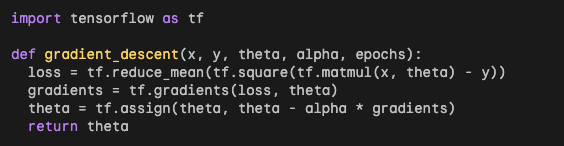 import tensorflow as tf
def gradient_descent(x, y, theta, alpha, epochs):
loss = tf.reduce_mean(tf.square(tf.matmul(x, theta) - y))
gradients = tf.gradients(loss, theta)
theta = tf.assign(theta, theta - alpha * gradients)
return theta